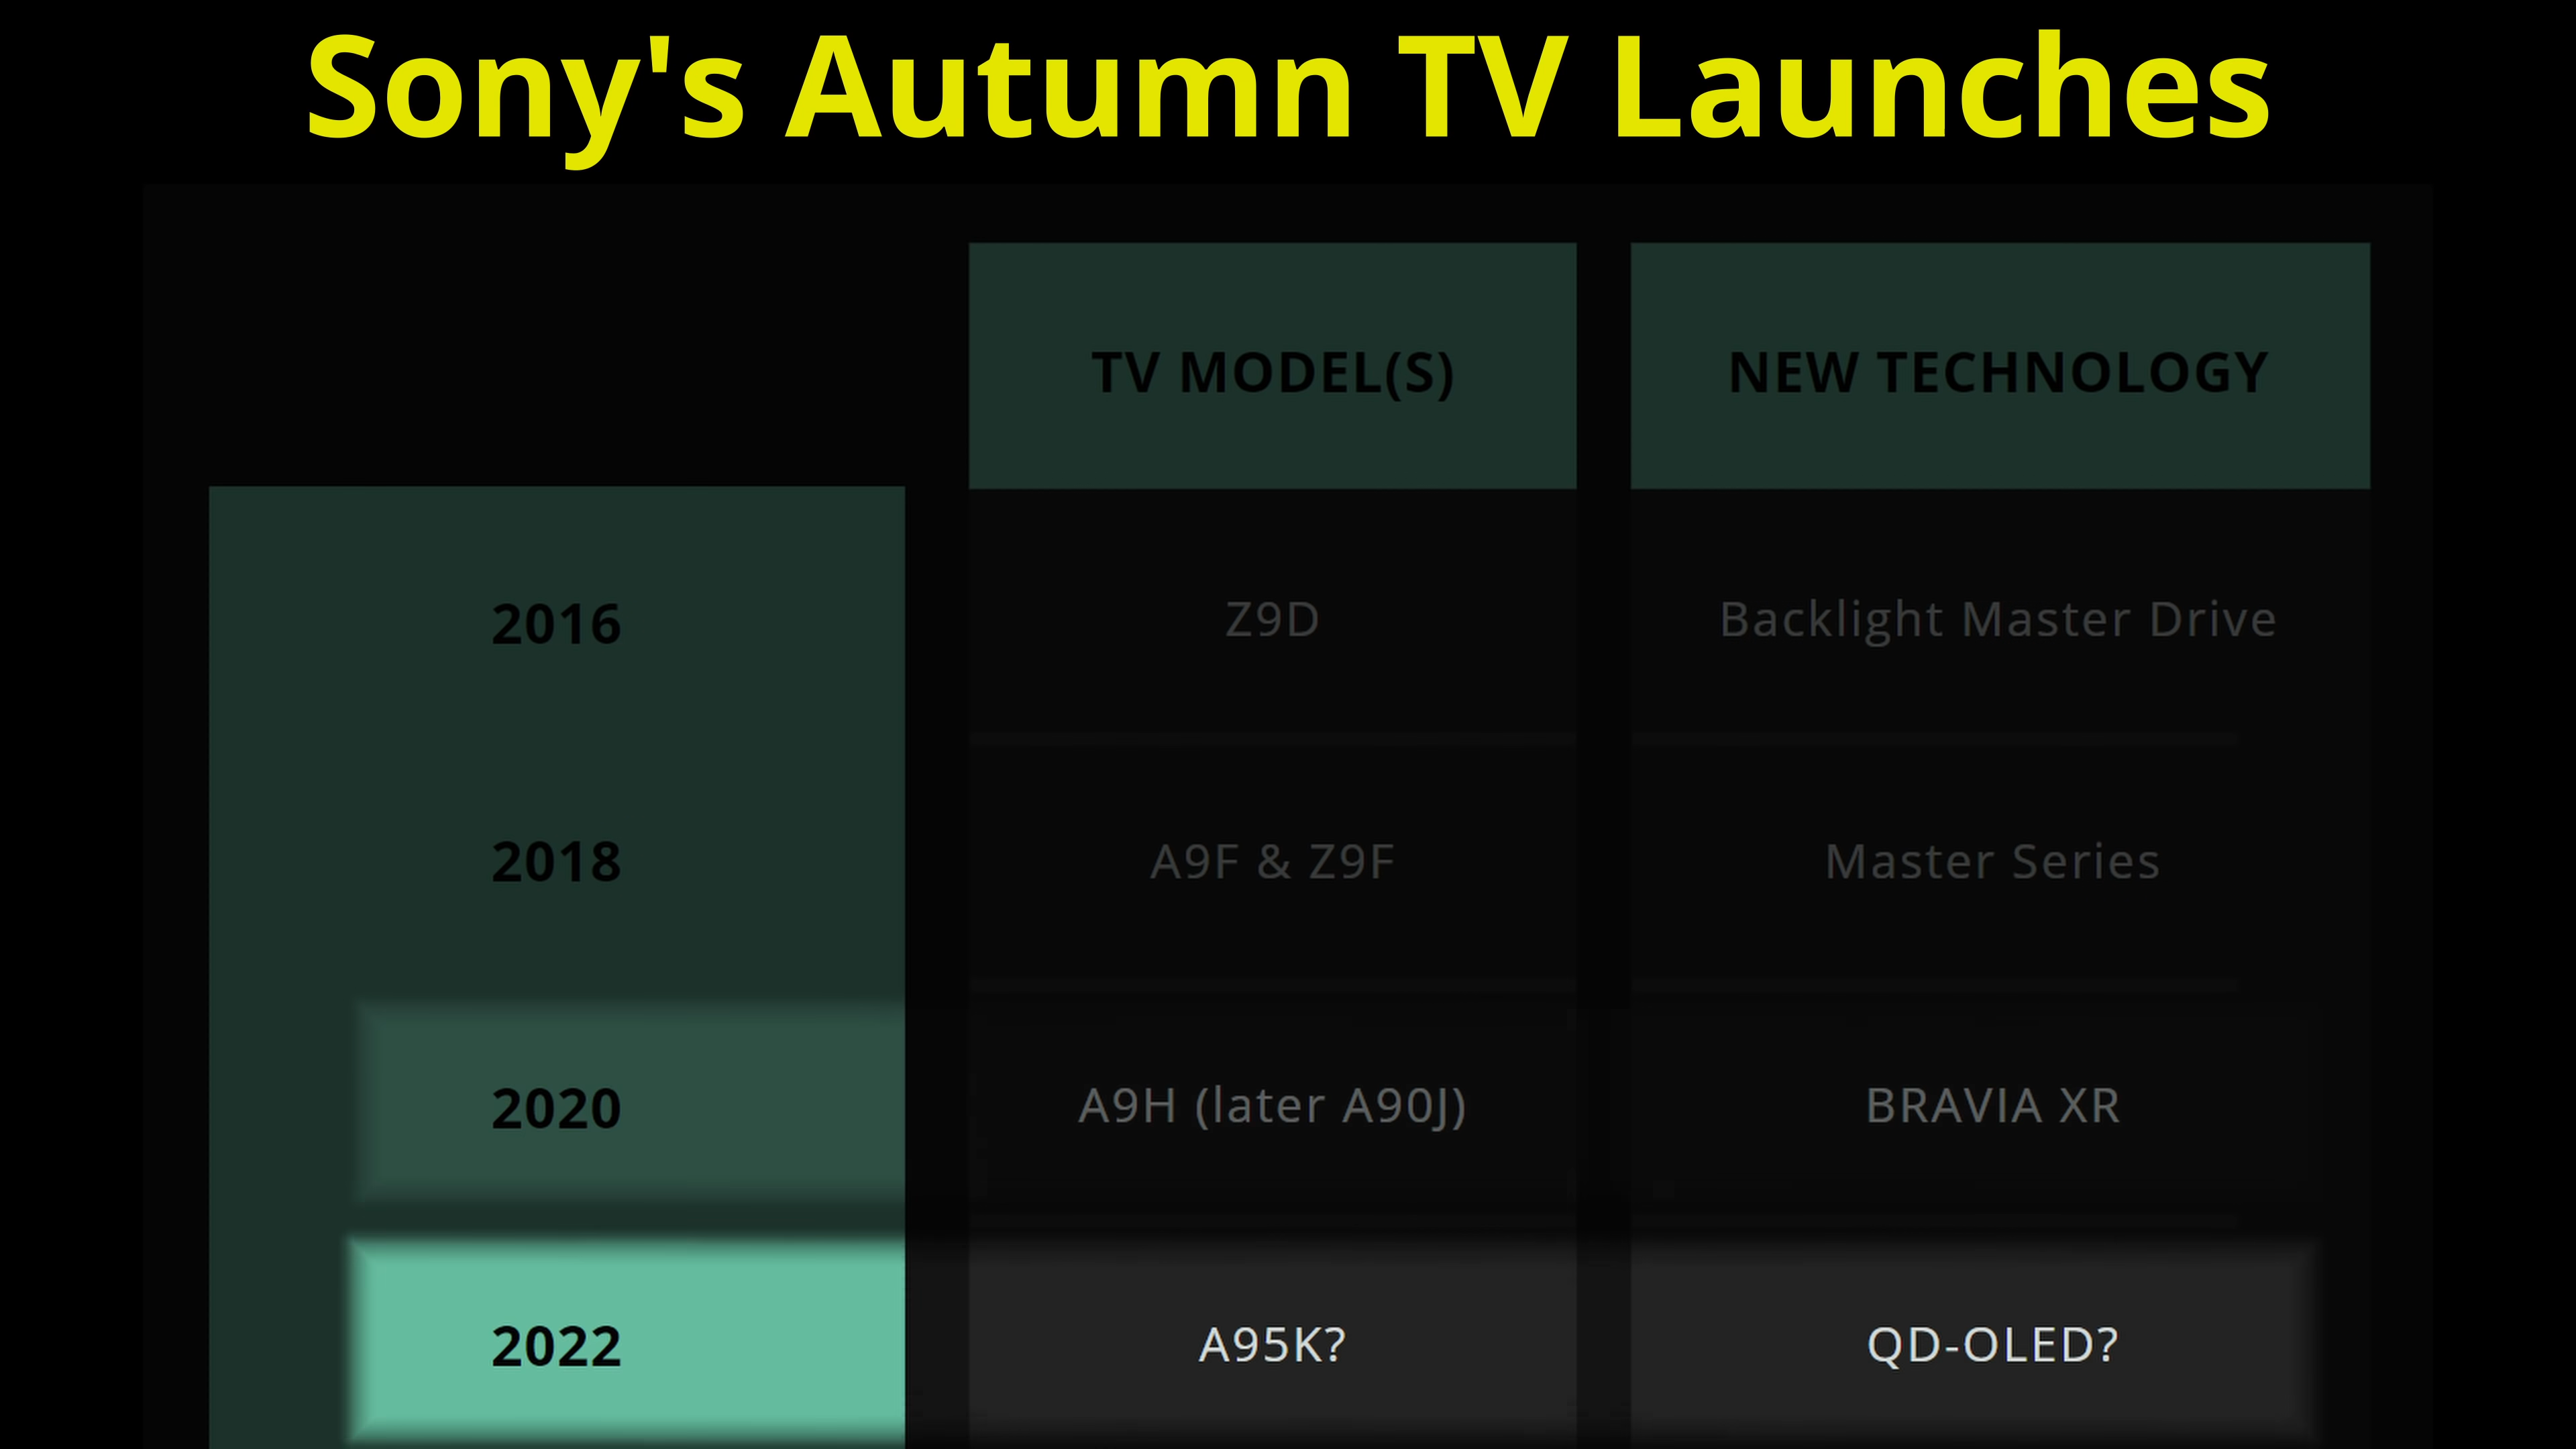 Sony's Autumn TV Launches
TV MODEL(S) NEW TECHNOLOGY
2016 Z9D Backlight Master Drive
2018 A9F & Z9F Master Series
2020 A9H (later A90J) BRAVIA XR
2022 A95K? QD-OLED?